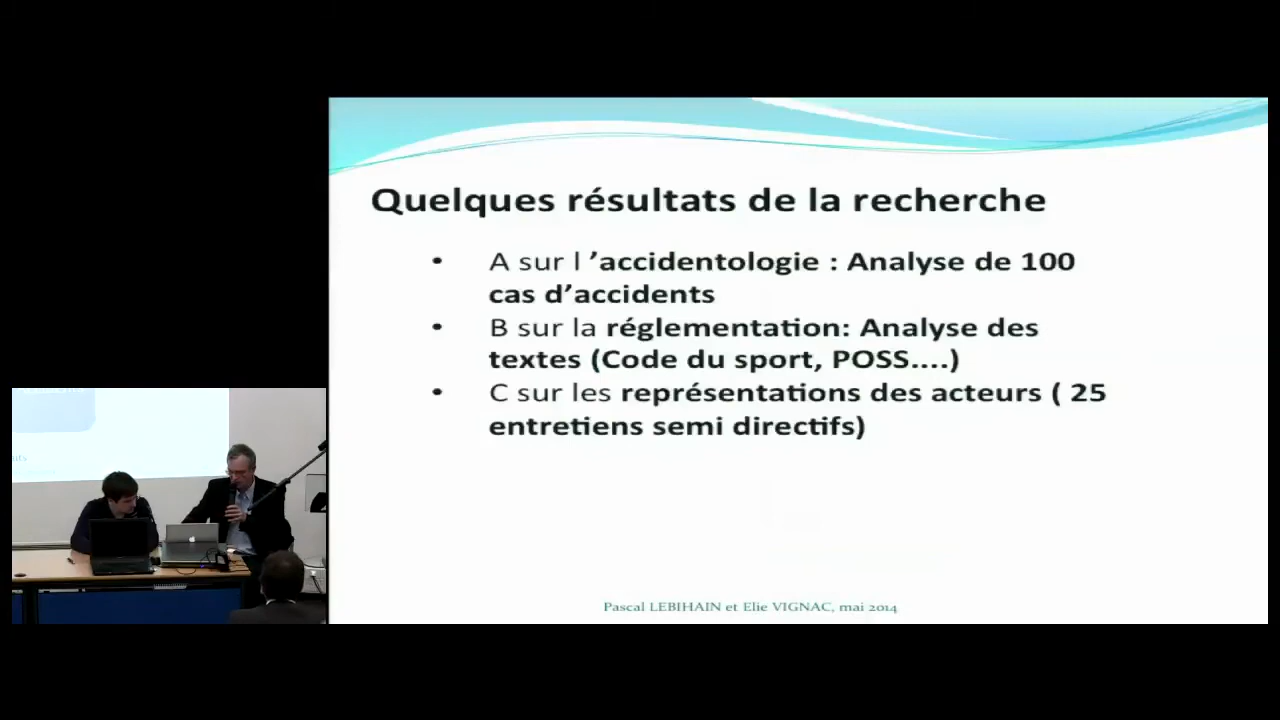 Quelques résultats de la recherche
• A sur l ’accidentologie : Analyse de 100
cas d’accidents
• B sur la réglementation: Analyse des
textes (Code du sport, POSS....)
• C sur les représentations des acteurs ( 25
entretiens semi directifs)
Pascal LEBIHAIN et Elie VIGNAC, mai 2014